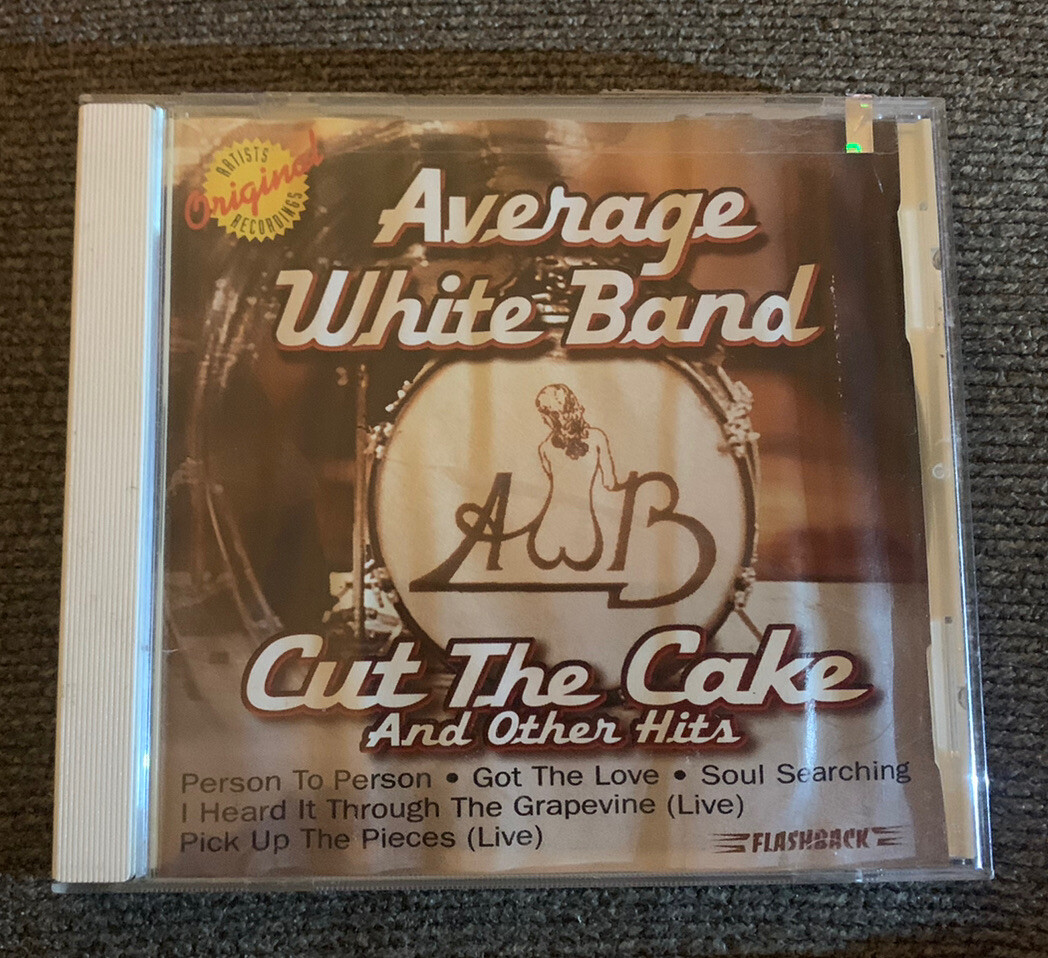 ARTISTS
Original
RECORDINGS
Average
White Band
AWB
Cut The Cake
And Other Hits
Person To Person • Got The Love • Soul Searching
I Heard It Through The Grapevine (Live)
Pick Up The Pieces (Live)
FLASHBACK